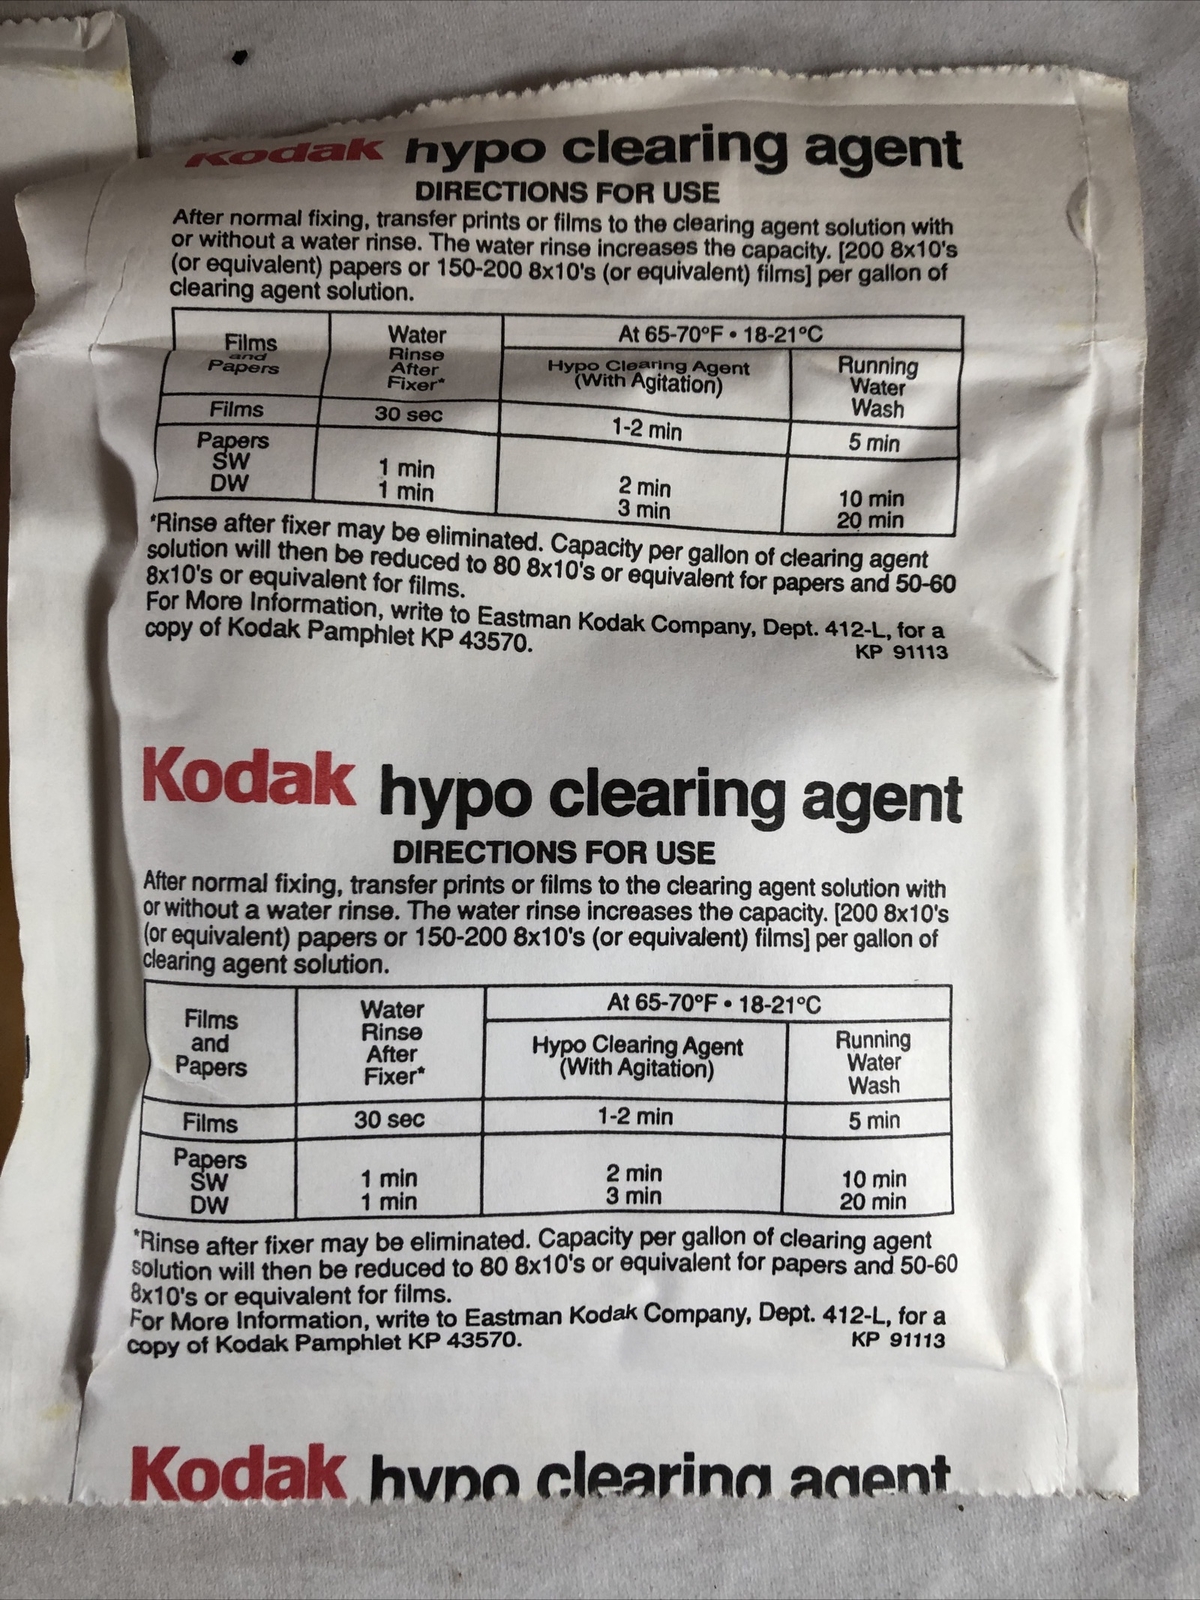 Kodak hypo clearing agent
DIRECTIONS FOR USE
After normal fixing, transfer prints or films to the clearing agent solution with
or without a water rinse. The water rinse increases the capacity. [200 8x10's
(or equivalent) papers or 150-200 8x10's (or equivalent) films] per gallon of
clearing agent solution.
Films
and
Papers
Water
Rinse
After
Fixer*
At 65-70°F • 18-21°C
Hypo Clearing Agent
(With Agitation)
Running
Water
Wash
Films 30 sec 1-2 min 5 min
Papers
SW 1 min 2 min 10 min
DW 1 min 3 min 20 min
*Rinse after fixer may be eliminated. Capacity per gallon of clearing agent
solution will then be reduced to 80 8x10's or equivalent for papers and 50-60
8x10's or equivalent for films.
For More Information, write to Eastman Kodak Company, Dept. 412-L, for a
copy of Kodak Pamphlet KP 43570.
KP 91113
Kodak hypo clearing agent
DIRECTIONS FOR USE
After normal fixing, transfer prints or films to the clearing agent solution with
or without a water rinse. The water rinse increases the capacity. [200 8x10's
(or equivalent) papers or 150-200 8x10's (or equivalent) films] per gallon of
clearing agent solution.
Films
and
Papers
Water
Rinse
After
Fixer*
At 65-70°F • 18-21°C
Hypo Clearing Agent
(With Agitation)
Running
Water
Wash
Films 30 sec 1-2 min 5 min
Papers
SW 1 min 2 min 10 min
DW 1 min 3 min 20 min
*Rinse after fixer may be eliminated. Capacity per gallon of clearing agent
solution will then be reduced to 80 8x10's or equivalent for papers and 50-60
8x10's or equivalent for films.
For More Information, write to Eastman Kodak Company, Dept. 412-L, for a
copy of Kodak Pamphlet KP 43570.
KP 91113
Kodak hypo clearing agent